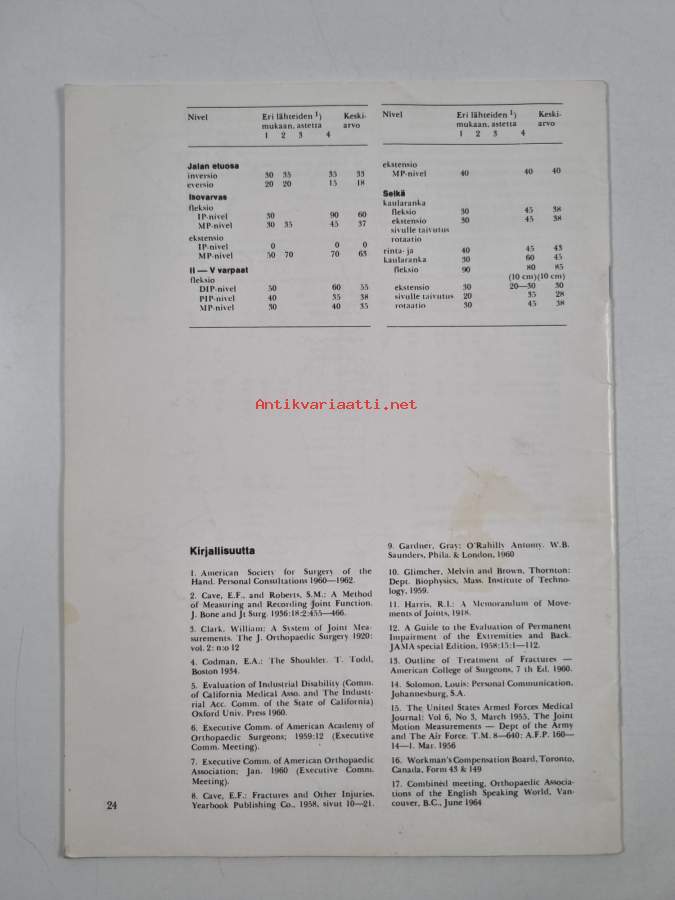 Nivel Eri lähteiden 1) Keski-
mukaan, astetta arvo
1 2 3 4
Jalan etuosa
inversio 30 35 35 33
eversio 20 20 15 18
Isovarvas
fleksio
IP-nivel 30 90 60
MP-nivel 30 35 45 37
ekstensio
IP-nivel 0 0 0
MP-nivel 50 70 70 63
II — V varpaat
fleksio
DIP-nivel 50 60 55
PIP-nivel 40 35 38
MP-nivel 30 40 35
Nivel Eri lähteiden 1) Keski-
mukaan, astetta arvo
1 2 3 4
ekstensio
MP-nivel 40 40 40
Selkä
kaularanka
fleksio 30 45 38
ekstensio 30 45 38
sivulle taivutus
rotaatio
rinta- ja 40 45 43
kaularanka 30 60 45
fleksio 90 80 85
(10 cm)(10 cm)
ekstensio 30 20—30 30
sivulle taivutus 20 35 28
rotaatio 30 45 38
Antikvariaatti.net
Kirjallisuutta
1. American Society for Surgery of the
Hand. Personal Consultations 1960—1962.
2. Cave, E.F., and Roberts, S.M.: A Method
of Measuring and Recording Joint Function.
J. Bone and Jt Surg. 1936:18:2:455—466.
3. Clark, William: A System of Joint Mea-
surements. The J. Orthopaedic Surgery 1920:
vol. 2: n:o 12
4. Codman, E.A.: The Shoulder. T. Todd,
Boston 1934.
5. Evaluation of Industrial Disability (Comm.
of California Medical Asso. and The Industt-
rial Acc. Comm. of the State of California)
Oxford Univ. Press 1960.
6. Executive Comm. of American Academy of
Orthopaedic Surgeons; 1959:12 (Executive
Comm. Meeting).
7. Executive Comm. of American Orthopaedic
Association; Jan. 1960 (Executive Comm.
Meeting).
8. Cave, E.F.: Fractures and Other Injuries.
Yearbook Publishing Co., 1958, sivut 10—21.
9. Gardner, Gray: O'Rahilly Antomy. W.B.
Saunders, Phila. & London, 1960
10. Glimcher, Melvin and Brown, Thornton:
Dept. Biophysics, Mass. Institute of Techno-
logy, 1959.
11. Harris, R.I.: A Memorandum of Move-
ments of Joints, 1918.
12. A Guide to the Evaluation of Permanent
Impairment of the Extremities and Back.
JAMA special Edition, 1958:15:1—112.
13. Outline of Treatment of Fractures —
American College of Surgeons, 7 th Ed. 1960.
14. Solomon, Louis: Personal Communication,
Johannesburg, S.A.
15. The United States Armsl Forces Medical
Journal: Vol 6, No 3, March 1955, The Joint
Motion Measurements — Dept of the Army
and The Air Force. T.M. 8—640: A.F.P. 160—
14—1. Mar. 1956
16. Workman's Compensation Board, Toronto,
Canada, Form 43 & 149
17. Combined meeting, Orthopaedic Associa-
tions of the English Speaking World, Van-
couver, B.C., June 1964
24